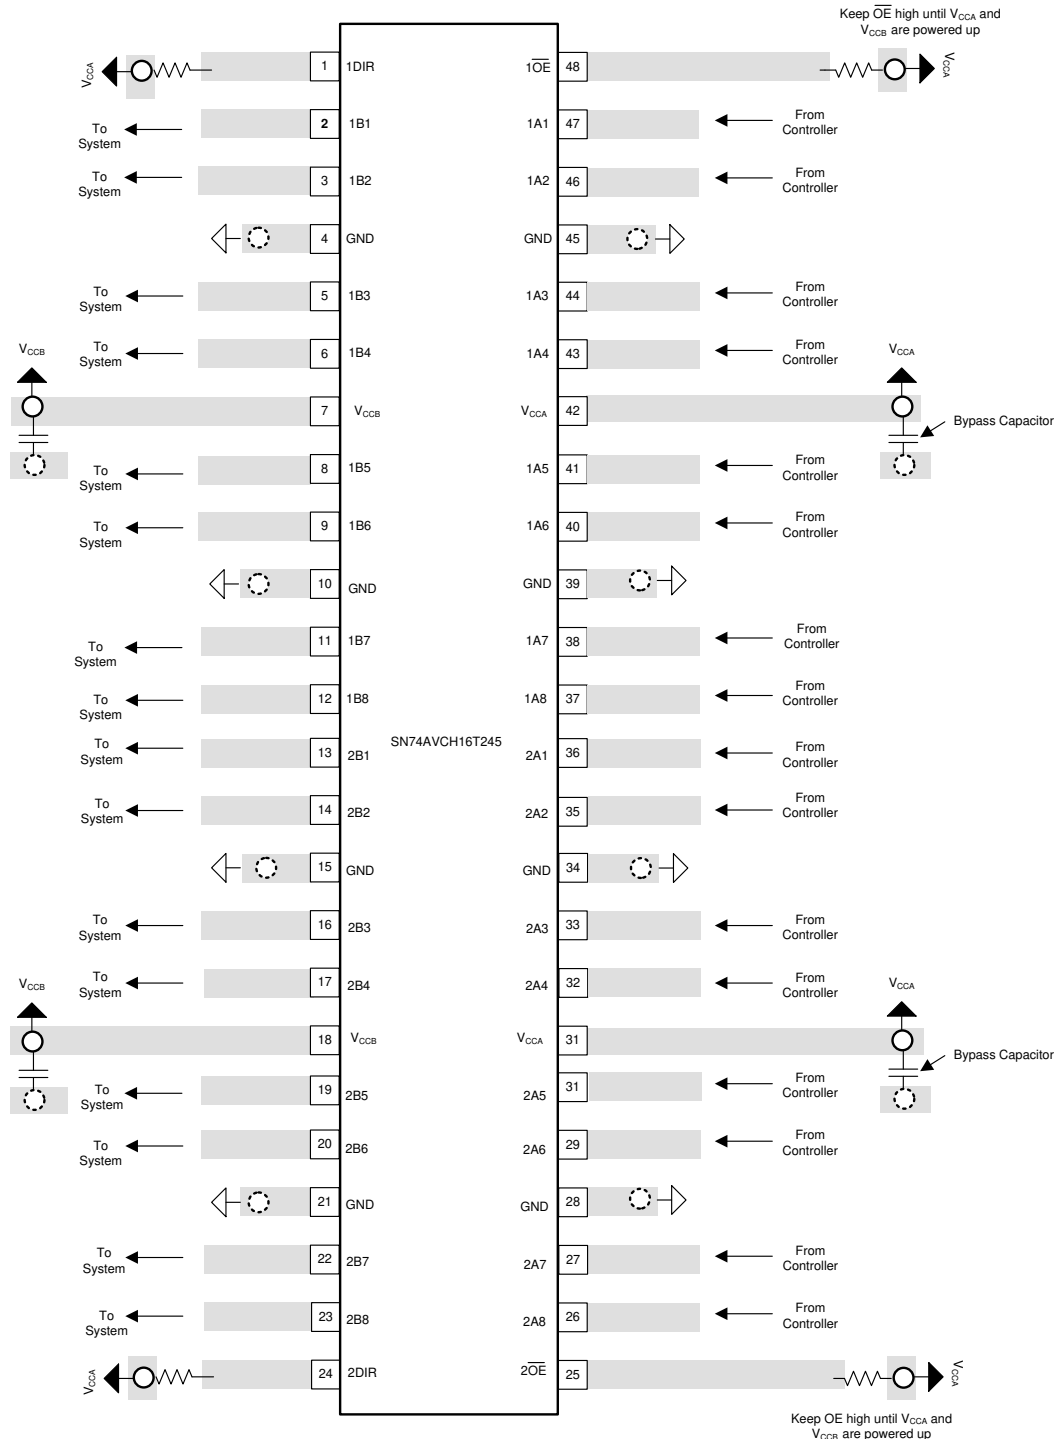 Keep O̅E̅ high until VCCA and
VCCB are powered up
VCCA
1
1DIR
1O̅E̅
48
VCCA
To
System
2
1B1
1A1
47
From
Controller
To
System
3
1B2
1A2
46
From
Controller
4
GND
GND
45
To
System
5
1B3
1A3
44
From
Controller
To
System
6
1B4
1A4
43
From
Controller
VCCB
7
VCCB
VCCA
42
VCCA
Bypass Capacitor
To
System
8
1B5
1A5
41
From
Controller
To
System
9
1B6
1A6
40
From
Controller
10
GND
GND
39
To
System
11
1B7
1A7
38
From
Controller
To
System
12
1B8
1A8
37
From
Controller
SN74AVCH16T245
To
System
13
2B1
2A1
36
From
Controller
To
System
14
2B2
2A2
35
From
Controller
15
GND
GND
34
To
System
16
2B3
2A3
33
From
Controller
To
System
17
2B4
2A4
32
From
Controller
VCCB
18
VCCB
VCCA
31
VCCA
Bypass Capacitor
To
System
19
2B5
2A5
31
From
Controller
To
System
20
2B6
2A6
29
From
Controller
21
GND
GND
28
To
System
22
2B7
2A7
27
From
Controller
To
System
23
2B8
2A8
26
From
Controller
VCCA
24
2DIR
2O̅E̅
25
VCCA
Keep OE high until VCCA and
VCCB are powered up